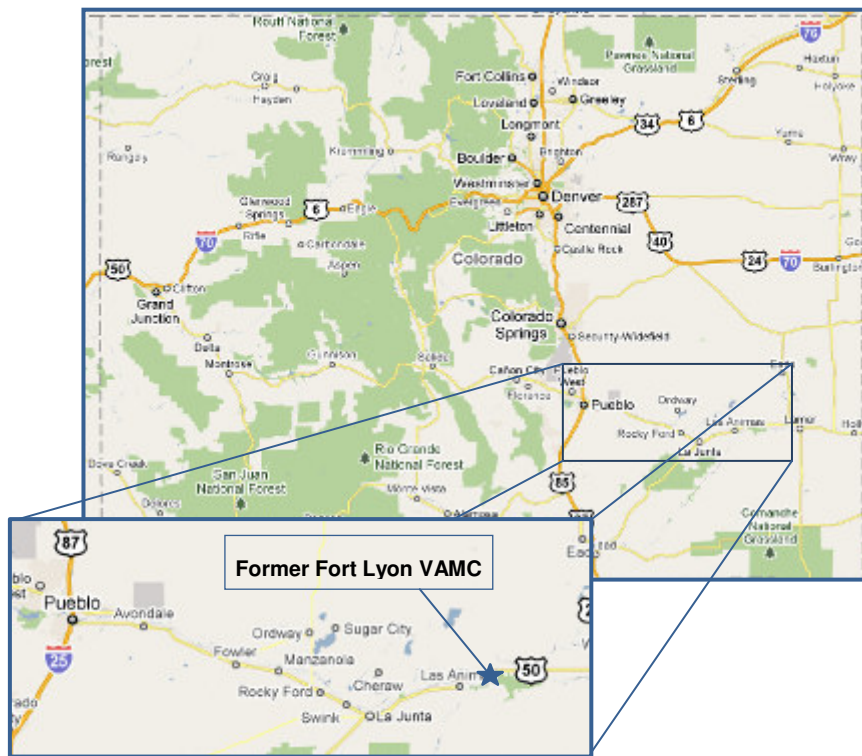 Routt National
Forest
76
Pawnee National
Grassland
Fort Collins
Windsor
Craig
Hayden
Sterling
Haxtun
Holyoke
Loveland
Greeley
Longmont
34
6
Yuma
Wray
Rangely
Kremmling
Boulder
Brighton
Westminster
Denver
Glenwood
Springs
6
Eagle
Evergreen
287
Littleton
Centennial
70
Rifle
Carbondale
40
Castle Rock
50
Aspen
Colorado
24
70
Burlington
Clifton
Grand
Junction
Colorado
Springs
Security-Widefield
Delta
Montrose
Gunnison
Salida
Cañon City
Pueblo
West
Eads
Florence
Pueblo
Ordway
Las Animas
Lamar
Rocky Ford
La Junta
Rio Grande
National Forest
Dove Creek
San Juan
National Forest
85
Dolores
Monte Vista
Alamosa
Comanche
National
Grassland
87
Former Fort Lyon VAMC
Pueblo
Avondale
Ordway
Sugar City
25
Fowler
Manzanola
Cheraw
Las Anim
50
Rocky Ford
Swink
La Junta